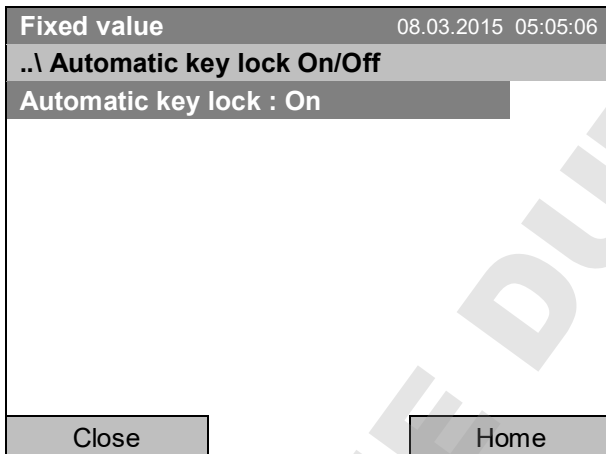 Fixed value 08.03.2015 05:05:06
..\ Automatic key lock On/Off
Automatic key lock : On
Close Home